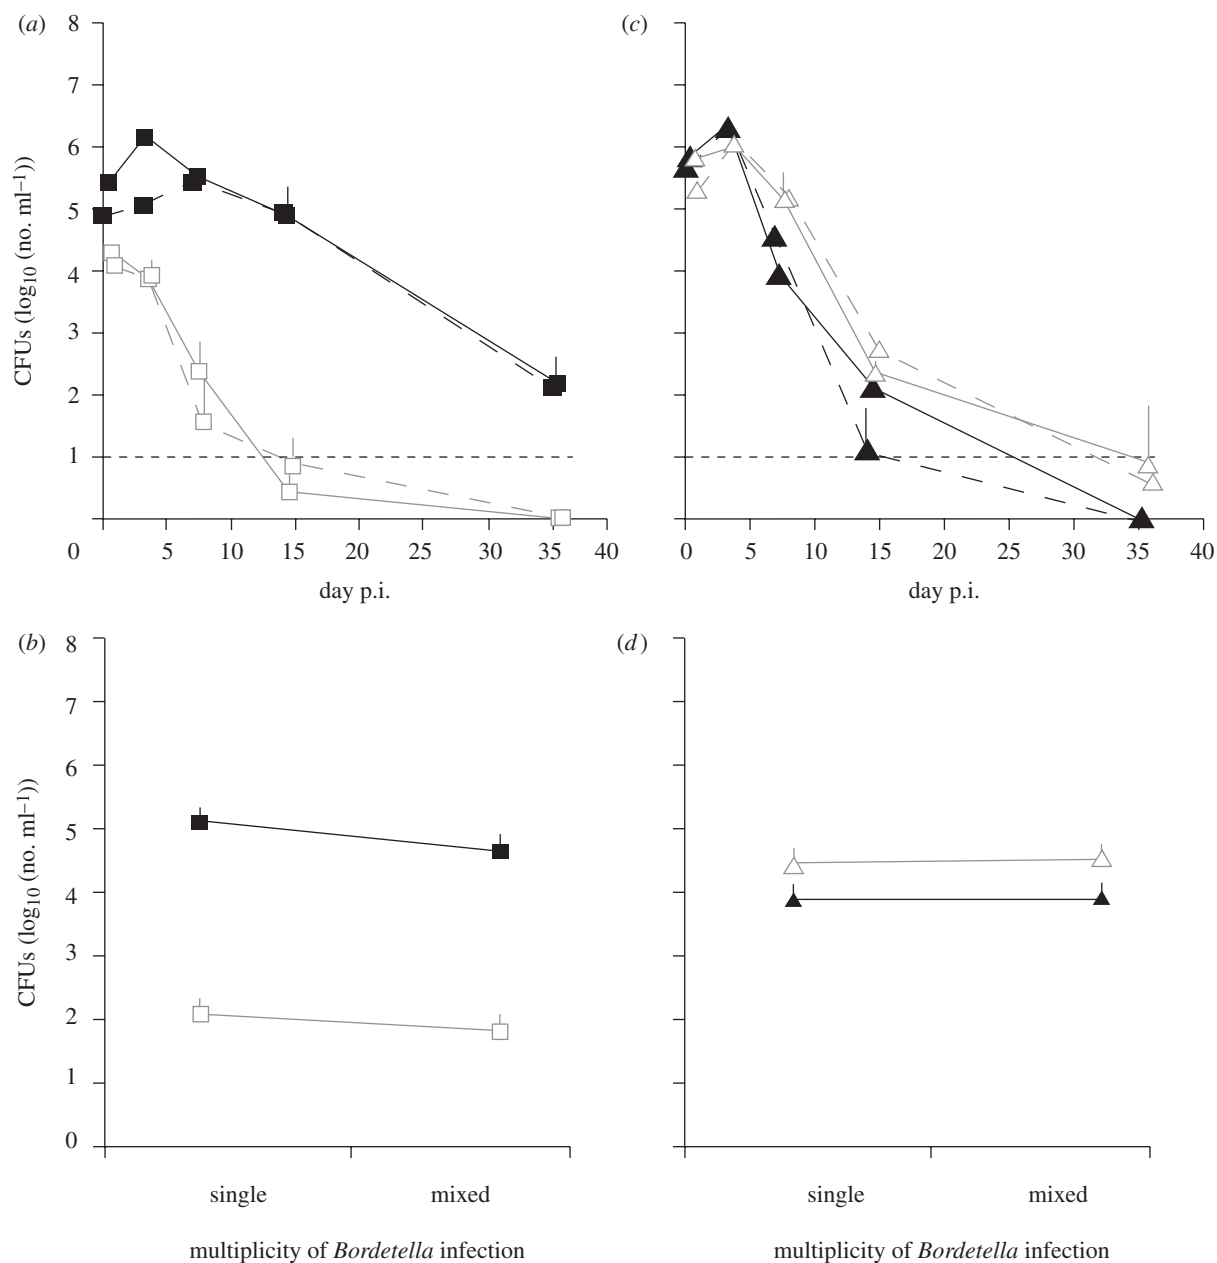 (a)
8
7
6
5
4
3
2
1
0
5
10
15
20
25
30
35
40
CFUs (log10 (no. ml–1))
day p.i.
(c)
0
5
10
15
20
25
30
35
40
day p.i.
(b)
8
7
6
5
4
3
2
1
0
CFUs (log10 (no. ml–1))
single
mixed
multiplicity of Bordetella infection
(d)
single
mixed
multiplicity of Bordetella infection